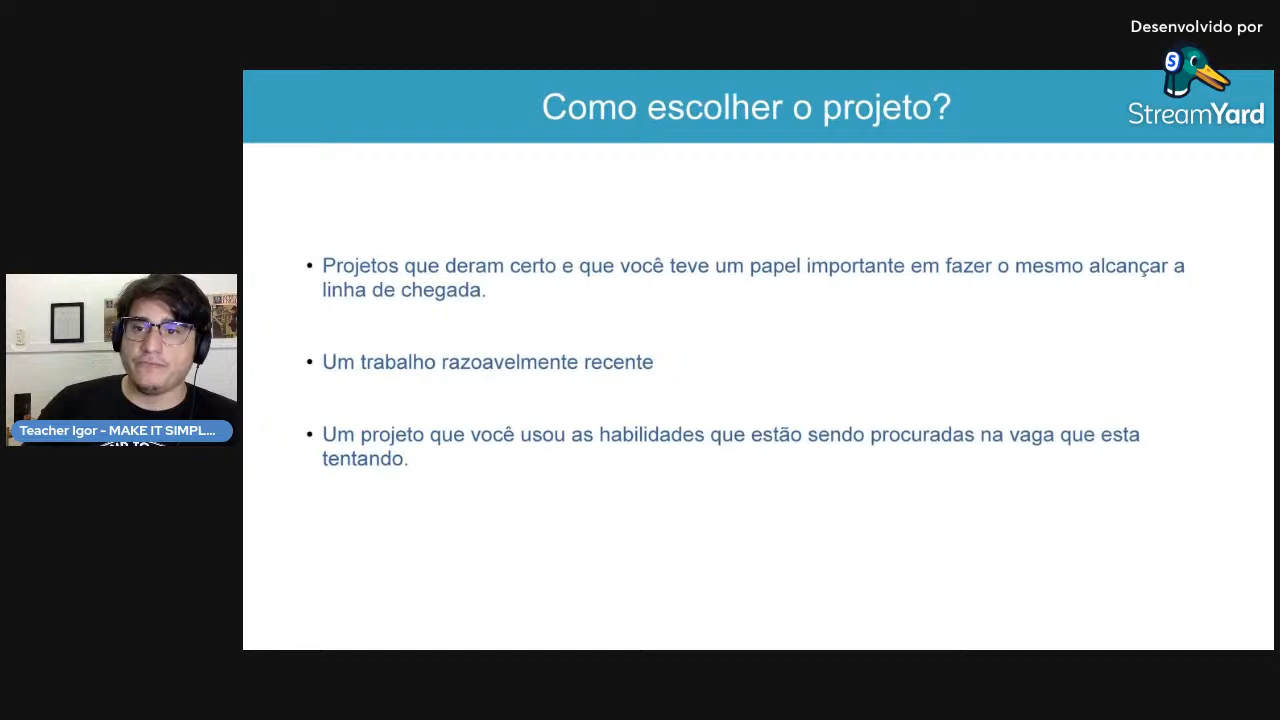 Desenvolvido por
StreamYard
Como escolher o projeto?
• Projetos que deram certo e que você teve um papel importante em fazer o mesmo alcançar a
linha de chegada.
• Um trabalho razoavelmente recente
• Um projeto que você usou as habilidades que estão sendo procuradas na vaga que esta
tentando.
Teacher Igor - MAKE IT SIMPL...